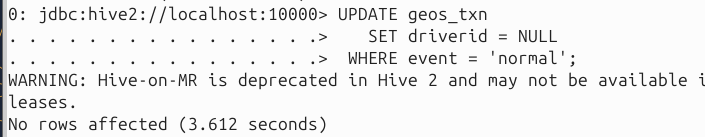 0: jdbc:hive2://localhost:10000> UPDATE geos_txn
. . . . . . . . . . . . . . . .>    SET driverid = NULL
. . . . . . . . . . . . . . . .>  WHERE event = 'normal';
WARNING: Hive-on-MR is deprecated in Hive 2 and may not be available i
leases.
No rows affected (3.612 seconds)